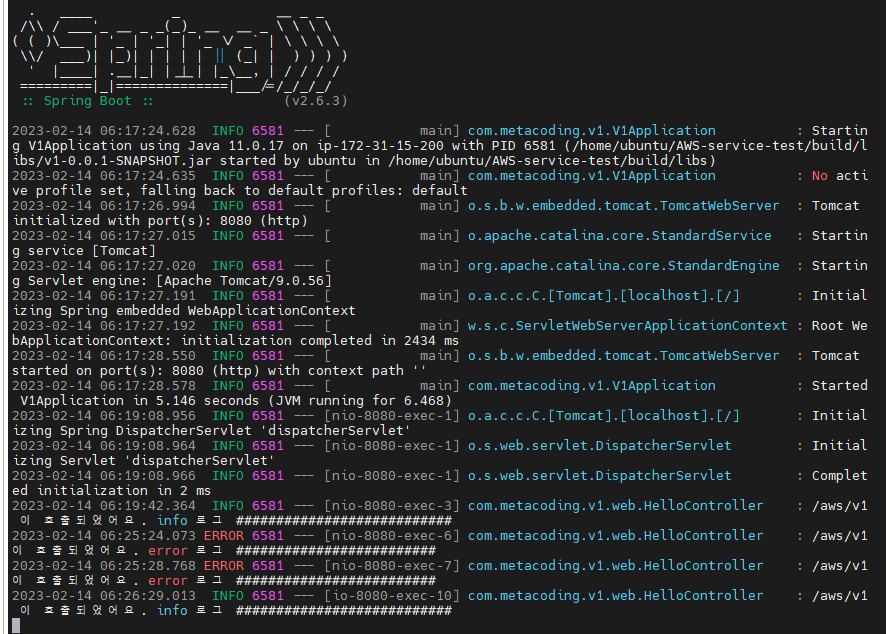 .   ____          _            __ _ _
 /\\ / ___'_ __ _ _(_)_ __  __ _ \ \ \ \
( ( )\___ | '_ | '_| | '_ \/ _` | \ \ \ \
 \\/  ___)| |_)| | | | | || (_| |  ) ) ) )
  '  |____| .__|_| |_|_| |_\__, | / / / /
 =========|_|==============|___/=/_/_/_/
 :: Spring Boot ::                (v2.6.3)
2023-02-14 06:17:24.628  INFO 6581 --- [           main] com.metacoding.v1.V1Application          : Startin
g V1Application using Java 11.0.17 on ip-172-31-15-200 with PID 6581 (/home/ubuntu/AWS-service-test/build/l
ibs/v1-0.0.1-SNAPSHOT.jar started by ubuntu in /home/ubuntu/AWS-service-test/build/libs)
2023-02-14 06:17:24.635  INFO 6581 --- [           main] com.metacoding.v1.V1Application          : No acti
ve profile set, falling back to default profiles: default
2023-02-14 06:17:26.994  INFO 6581 --- [           main] o.s.b.w.embedded.tomcat.TomcatWebServer  : Tomcat
initialized with port(s): 8080 (http)
2023-02-14 06:17:27.015  INFO 6581 --- [           main] o.apache.catalina.core.StandardService   : Startin
g service [Tomcat]
2023-02-14 06:17:27.020  INFO 6581 --- [           main] org.apache.catalina.core.StandardEngine  : Startin
g Servlet engine: [Apache Tomcat/9.0.56]
2023-02-14 06:17:27.191  INFO 6581 --- [           main] o.a.c.c.C.[Tomcat].[localhost].[/]       : Initial
izing Spring embedded WebApplicationContext
2023-02-14 06:17:27.192  INFO 6581 --- [           main] w.s.c.ServletWebServerApplicationContext : Root We
bApplicationContext: initialization completed in 2434 ms
2023-02-14 06:17:28.550  INFO 6581 --- [           main] o.s.b.w.embedded.tomcat.TomcatWebServer  : Tomcat
started on port(s): 8080 (http) with context path ''
2023-02-14 06:17:28.578  INFO 6581 --- [           main] com.metacoding.v1.V1Application          : Started
 V1Application in 5.146 seconds (JVM running for 6.468)
2023-02-14 06:19:08.956  INFO 6581 --- [nio-8080-exec-1] o.a.c.c.C.[Tomcat].[localhost].[/]       : Initial
izing Spring DispatcherServlet 'dispatcherServlet'
2023-02-14 06:19:08.964  INFO 6581 --- [nio-8080-exec-1] o.s.web.servlet.DispatcherServlet        : Initial
izing Servlet 'dispatcherServlet'
2023-02-14 06:19:08.966  INFO 6581 --- [nio-8080-exec-1] o.s.web.servlet.DispatcherServlet        : Complet
ed initialization in 2 ms
2023-02-14 06:19:42.364  INFO 6581 --- [nio-8080-exec-3] com.metacoding.v1.web.HelloController    : /aws/v1
 이 호출되었어요. info 로그 ##########################
2023-02-14 06:25:24.073 ERROR 6581 --- [nio-8080-exec-6] com.metacoding.v1.web.HelloController    : /aws/v1
이 호출되었어요. error 로그 ########################
2023-02-14 06:25:28.768 ERROR 6581 --- [nio-8080-exec-7] com.metacoding.v1.web.HelloController    : /aws/v1
이 호출되었어요. error 로그 ########################
2023-02-14 06:26:29.013  INFO 6581 --- [io-8080-exec-10] com.metacoding.v1.web.HelloController    : /aws/v1
 이 호출되었어요. info 로그 ##########################